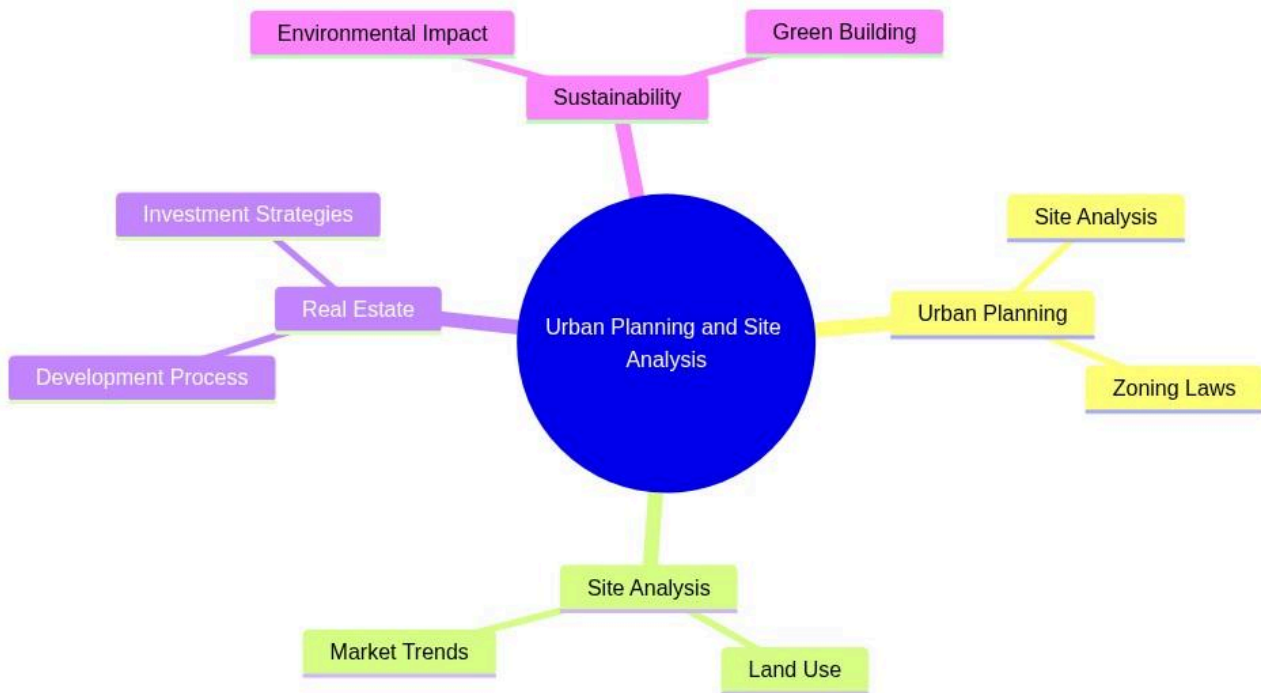 Environmental Impact
Green Building
Sustainability
Investment Strategies
Site Analysis
Real Estate
Urban Planning
Urban Planning and Site
Analysis
Development Process
Zoning Laws
Site Analysis
Market Trends
Land Use